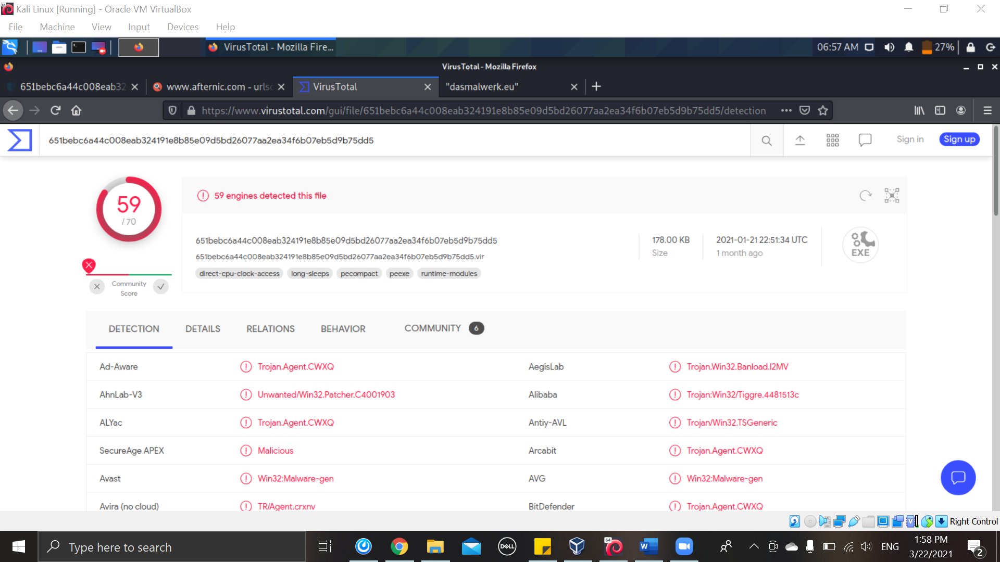 Kali Linux [Running] - Oracle VM VirtualBox
File Machine View Input Devices Help
VirusTotal - Mozilla Fire...
06:57 AM
27%
VirusTotal - Mozilla Firefox
651bebc6a44c008eab32
www.afternic.com - urlsc
VirusTotal
"dasmalwerk.eu"
https://www.virustotal.com/gui/file/651bebc6a44c008eab324191e8b85e09d5bd26077aa2ea34f6b07eb5d9b75dd5/detection
651bebc6a44c008eab324191e8b85e09d5bd26077aa2ea34f6b07eb5d9b75dd5
Sign in
Sign up
59
/ 70
59 engines detected this file
651bebc6a44c008eab324191e8b85e09d5bd26077aa2ea34f6b07eb5d9b75dd5
651bebc6a44c008eab324191e8b85e09d5bd26077aa2ea34f6b07eb5d9b75dd5.vir
direct-cpu-clock-access long-sleeps pecompact peexe runtime-modules
178.00 KB
Size
2021-01-21 22:51:34 UTC
1 month ago
EXE
Community
Score
DETECTION DETAILS RELATIONS BEHAVIOR COMMUNITY 6
Ad-Aware Trojan.Agent.CWXQ AegisLab Trojan.Win32.Banload.l2MV
AhnLab-V3 Unwanted/Win32.Patcher.C4001903 Alibaba Trojan:Win32/Tiggre.4481513c
ALYac Trojan.Agent.CWXQ Antiy-AVL Trojan/Win32.TSGeneric
SecureAge APEX Malicious Arcabit Trojan.Agent.CWXQ
Avast Win32:Malware-gen AVG Win32:Malware-gen
Avira (no cloud) TR/Agent.crxnv BitDefender Trojan.Agent.CWXQ
Right Control
Type here to search
DELL
64
W
ENG
1:58 PM
3/22/2021
2